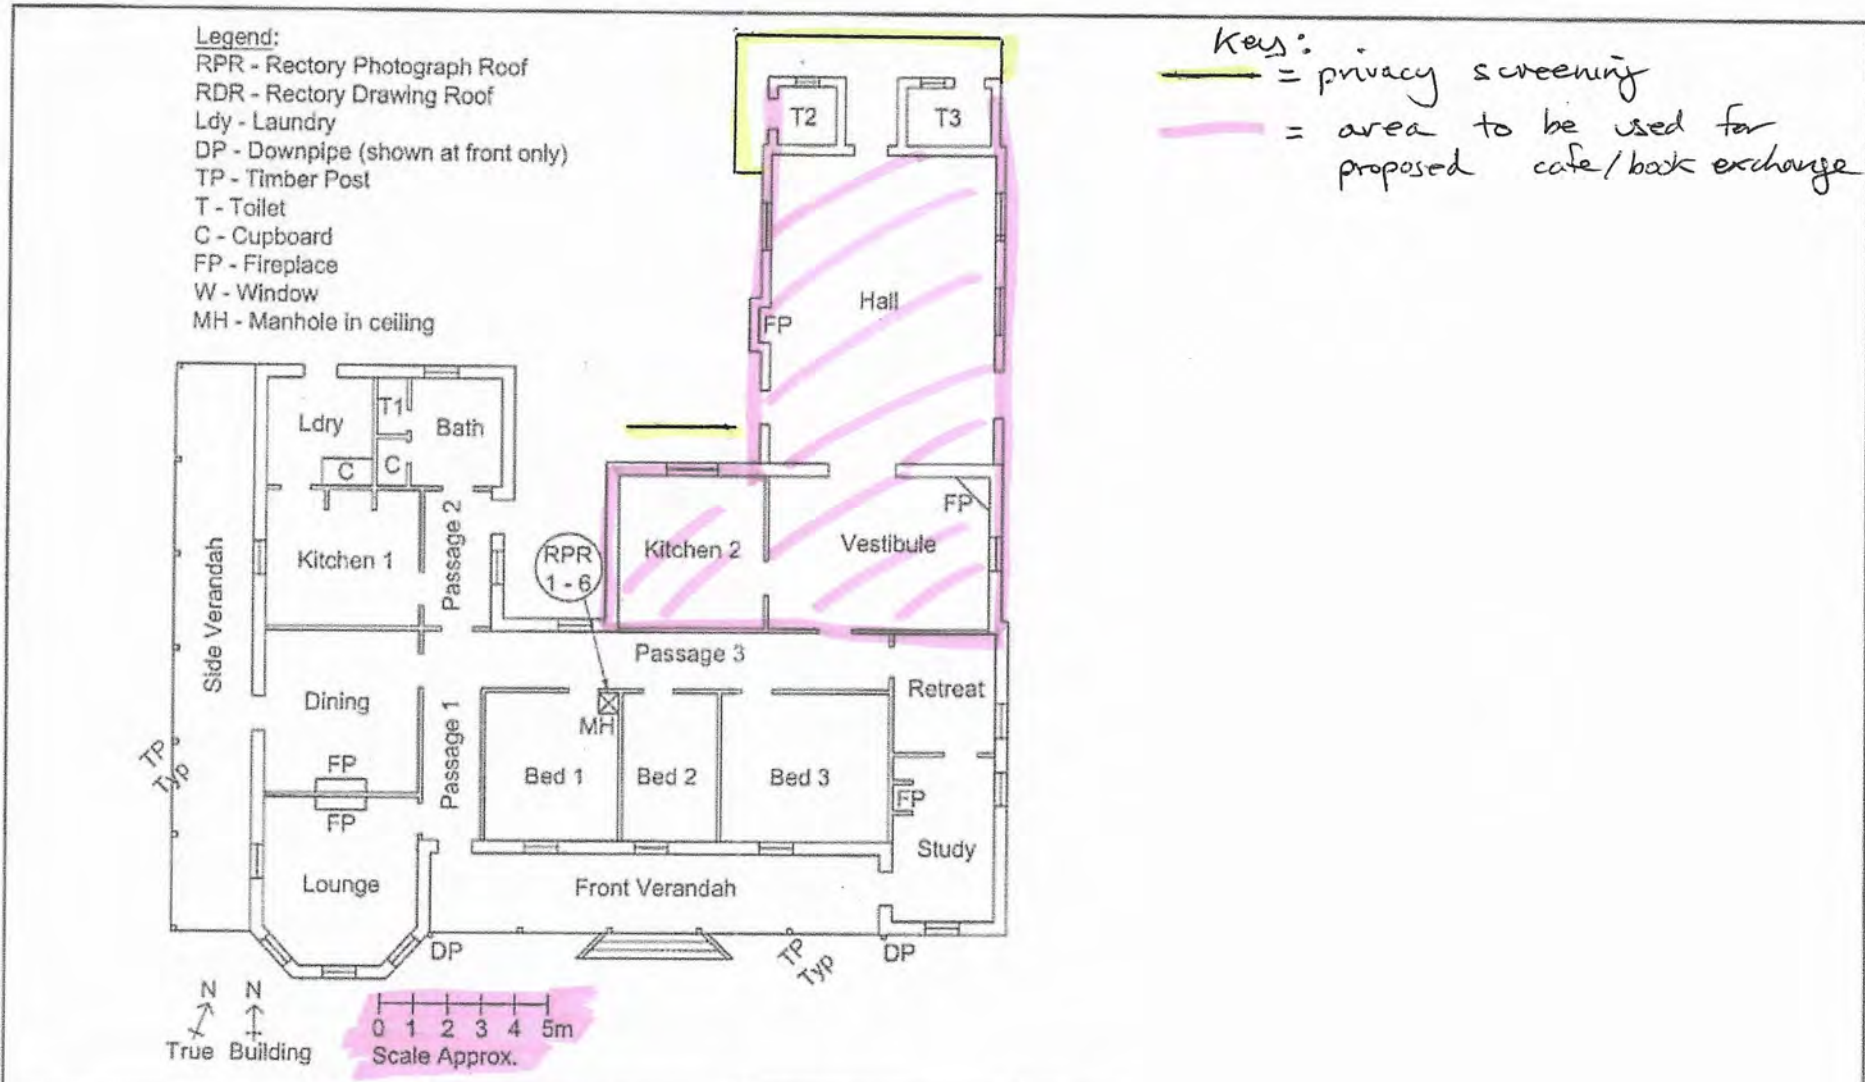 Legend:
RPR - Rectory Photograph Roof
RDR - Rectory Drawing Roof
Ldy - Laundry
DP - Downpipe (shown at front only)
TP - Timber Post
T - Toilet
C - Cupboard
FP - Fireplace
W - Window
MH - Manhole in ceiling
Key:
= privacy screening
= area to be used for
proposed cafe/book exchange
T2
T3
Hall
FP
Ldry
T1
Bath
C
C
FP
Side Verandah
Kitchen 1
Passage 2
RPR
1 - 6
Kitchen 2
Vestibule
Passage 3
Dining
Retreat
Passage 1
MH
TP
Typ
FP
Bed 1
Bed 2
Bed 3
FP
FP
Study
Lounge
Front Verandah
DP
TP
Typ
DP
N
N
True Building
0 1 2 3 4 5m
Scale Approx.